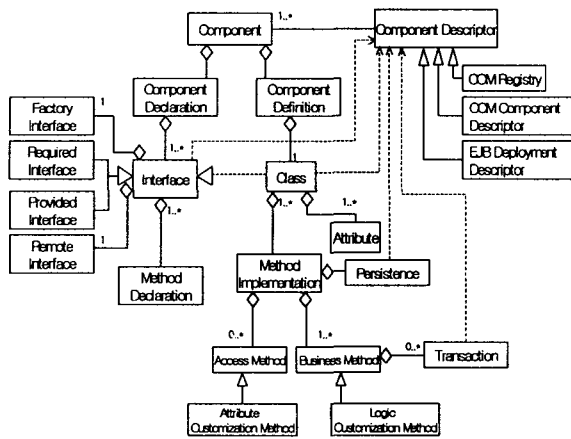 Component
1..*
Component Descriptor
Component
Declaration
Component
Definition
COM Registry
COM Component
Descriptor
EJB Deployment
Descriptor
Factory
Interface
1
Required
Interface
Provided
Interface
Remote
Interface
1
1..*
Interface
1..*
Method
Declaration
1
Class
1..*
1..*
Attribute
Method
Implementation
Persistence
0..*
1..*
Access Method
Business Method
0..*
Transaction
Attribute
Customization Method
Logic
Customization Method